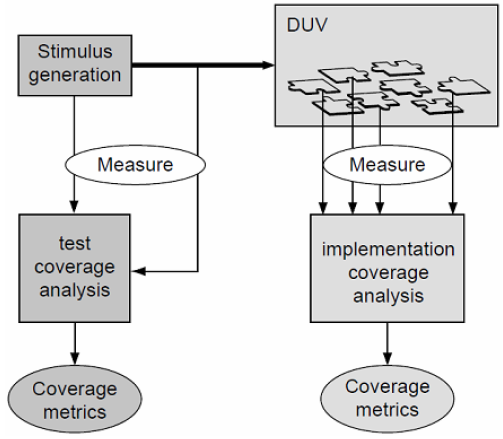 Stimulus
generation
DUV
Measure
Measure
test
coverage
analysis
implementation
coverage
analysis
Coverage
metrics
Coverage
metrics